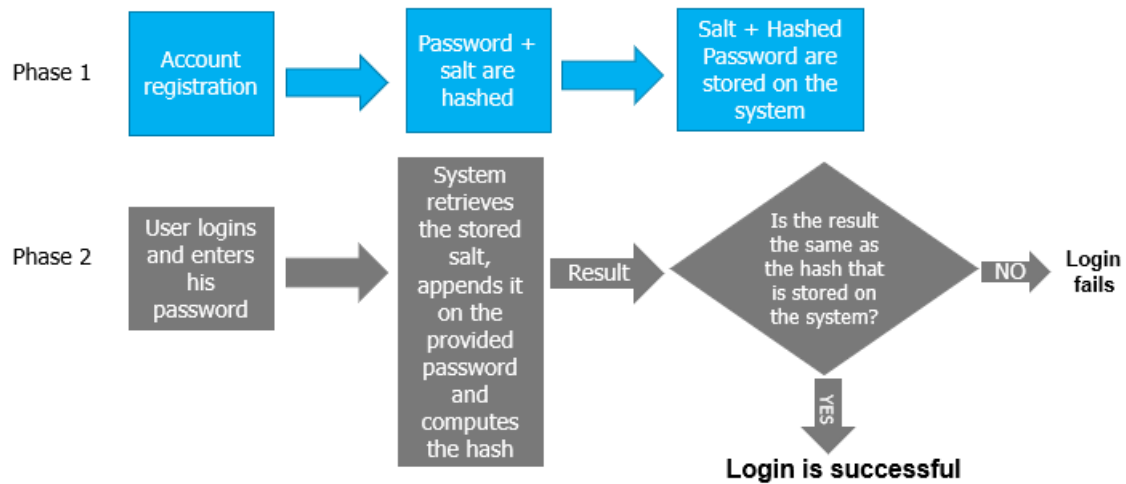 Phase 1
Account
registration
Password +
salt are
hashed
Salt + Hashed
Password are
stored on the
system
Phase 2
User logins
and enters
his
password
System
retrieves
the stored
salt,
appends it
on the
provided
password
and
computes
the hash
Result
Is the result
the same as
the hash that
is stored on
the system?
NO
Login
fails
YES
Login is successful